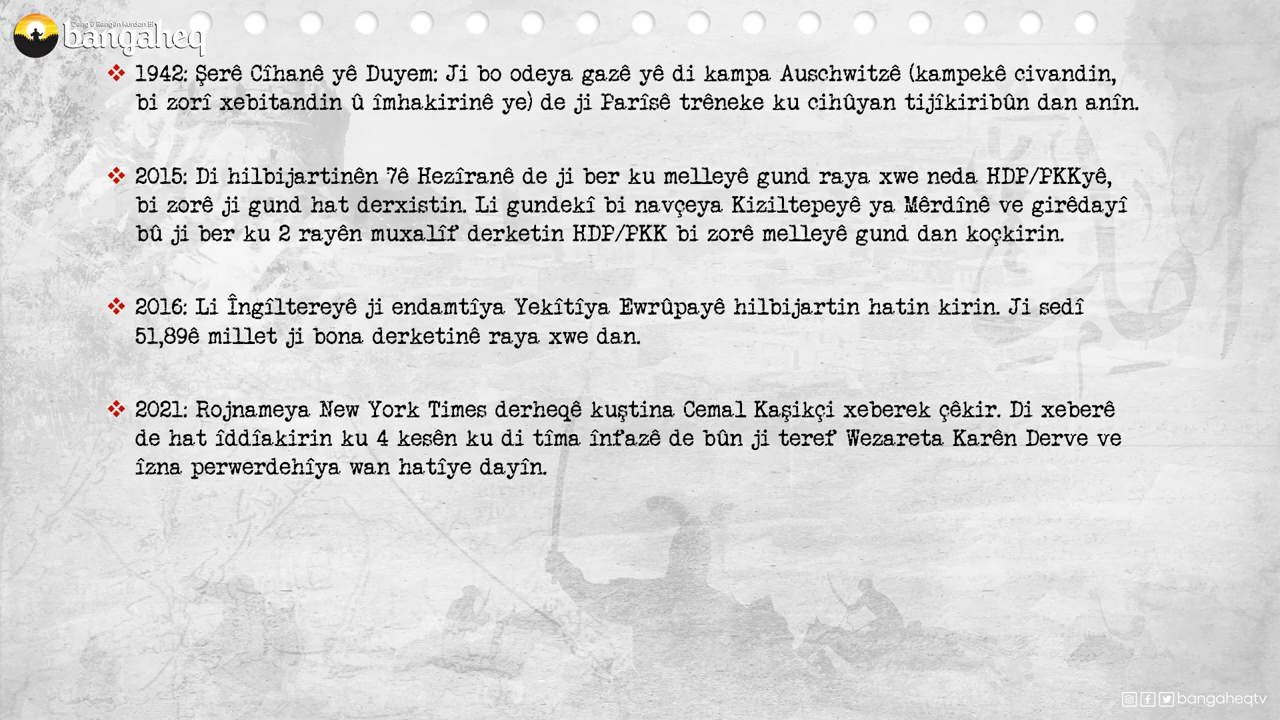 Deng û Rengên Kurdan Bi
bangaheq
1942: Şerê Cîhanê yê Duyem: Ji bo odeya gazê yê di kampa Auschwitzê (kampekê civandin,
bi zorî xebitandin û îmhakirinê ye) de ji Parîsê trêneke ku cihûyan tijîkiribûn dan anîn.
2015: Di hilbijartinên 7ê Hezîranê de ji ber ku melleyê gund raya xwe neda HDP/PKKyê,
bi zorê ji gund hat derxistin. Li gundekî bi navçeya Kiziltepeyê ya Mêrdînê ve girêdayî
bû ji ber ku 2 rayên muxalîf derketin HDP/PKK bi zorê melleyê gund dan koçkirin.
2016: Li Îngîltereyê ji endamtîya Yekîtîya Ewrûpayê hilbijartin hatin kirin. Ji sedî
51,89ê millet ji bona derketinê raya xwe dan.
2021: Rojnameya New York Times derheqê kuştina Cemal Kaşikçi xeberek çêkir. Di xeberê
de hat îddîakirin ku 4 kesên ku di tîma înfazê de bûn ji teref Wezareta Karên Derve ve
îzna perwerdehîya wan hatîye dayîn.
bangaheqtv